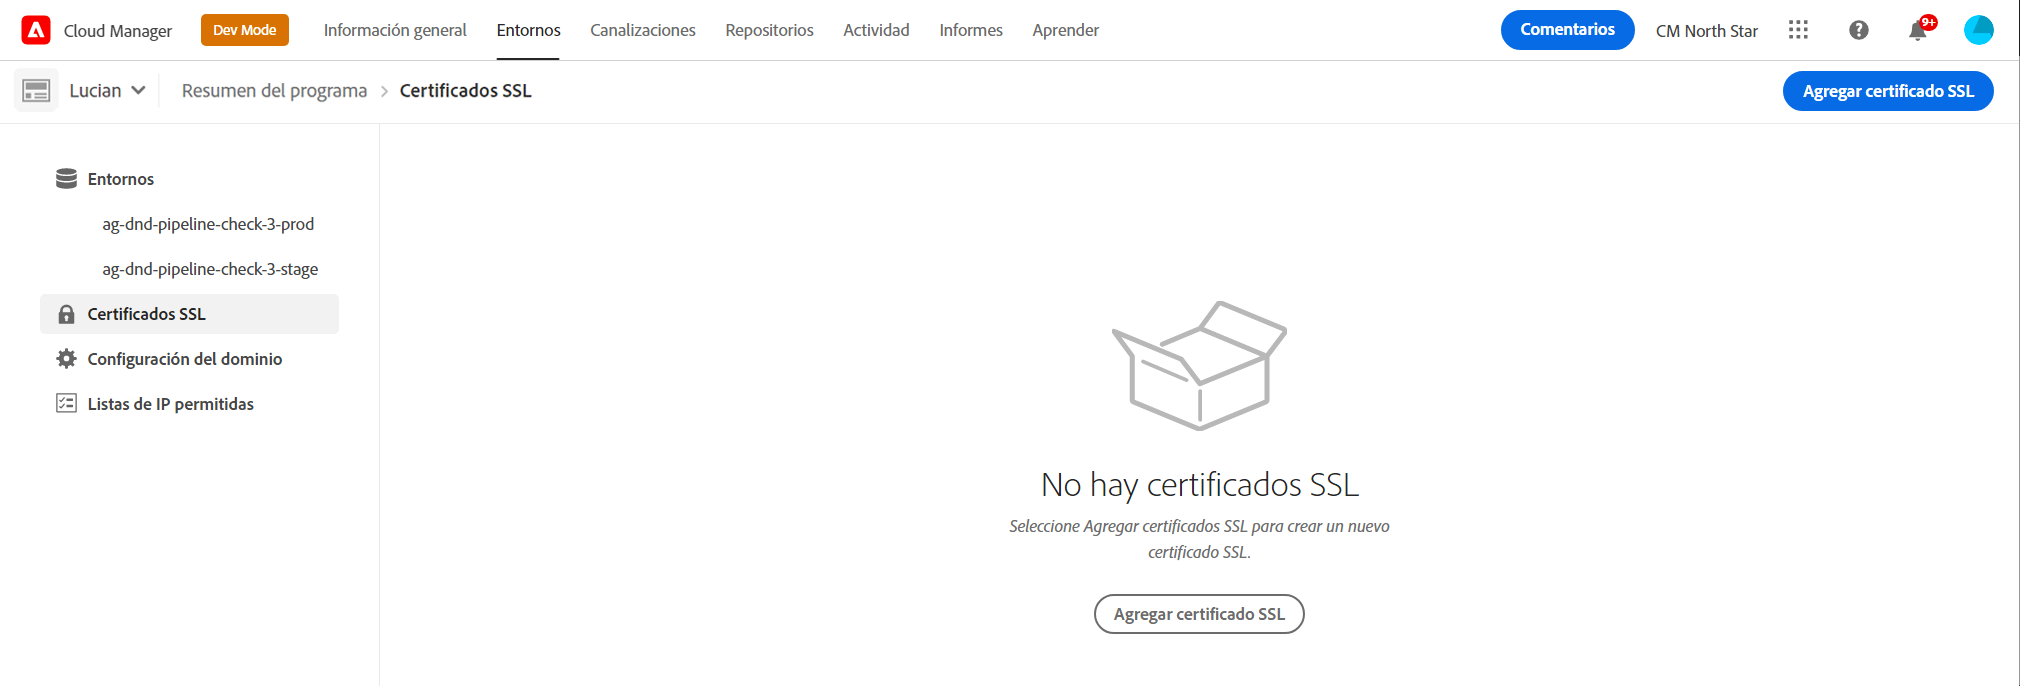 Cloud Manager Dev Mode Información general Entornos Canalizaciones Repositorios Actividad Informes Aprender Comentarios CM North Star 9+
Lucian Resumen del programa > Certificados SSL Agregar certificado SSL
Entornos
ag-dnd-pipeline-check-3-prod
ag-dnd-pipeline-check-3-stage
Certificados SSL
Configuración del dominio
Listas de IP permitidas
No hay certificados SSL
Seleccione Agregar certificados SSL para crear un nuevo
certificado SSL.
Agregar certificado SSL